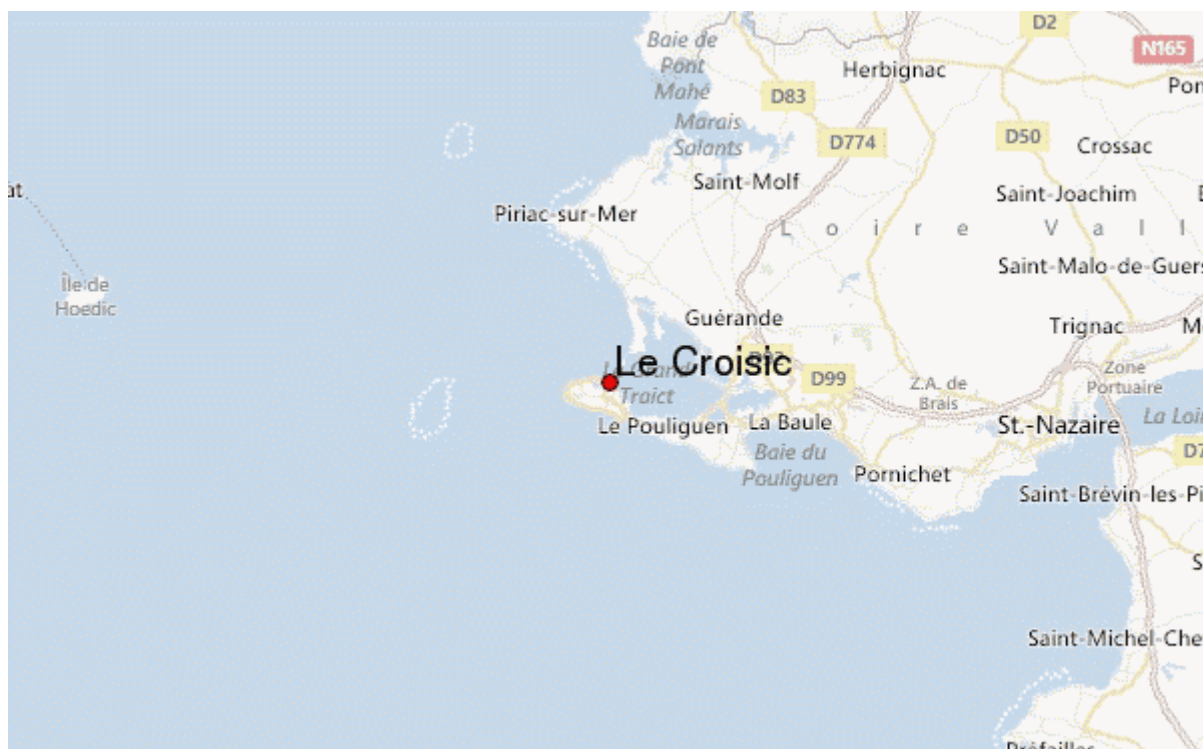 D2
Baie de
Pont
Mahé
N165
Herbignac
D83
Marais
Salants
D774
D50
Crossac
Saint-Molf
Saint-Joachim
Piriac-sur-Mer
Loire Vall
Saint-Malo-de-Guers
Île de
Hoedic
Guérande
Trignac
Le Croisic
Traict
D99
Z.A. de
Brais
Zone
Portuaire
La Loi
Le Pouliguen
La Baule
St.-Nazaire
Baie du
Pouliguen
Pornichet
Saint-Brévin-les-Pi
Saint-Michel-Che